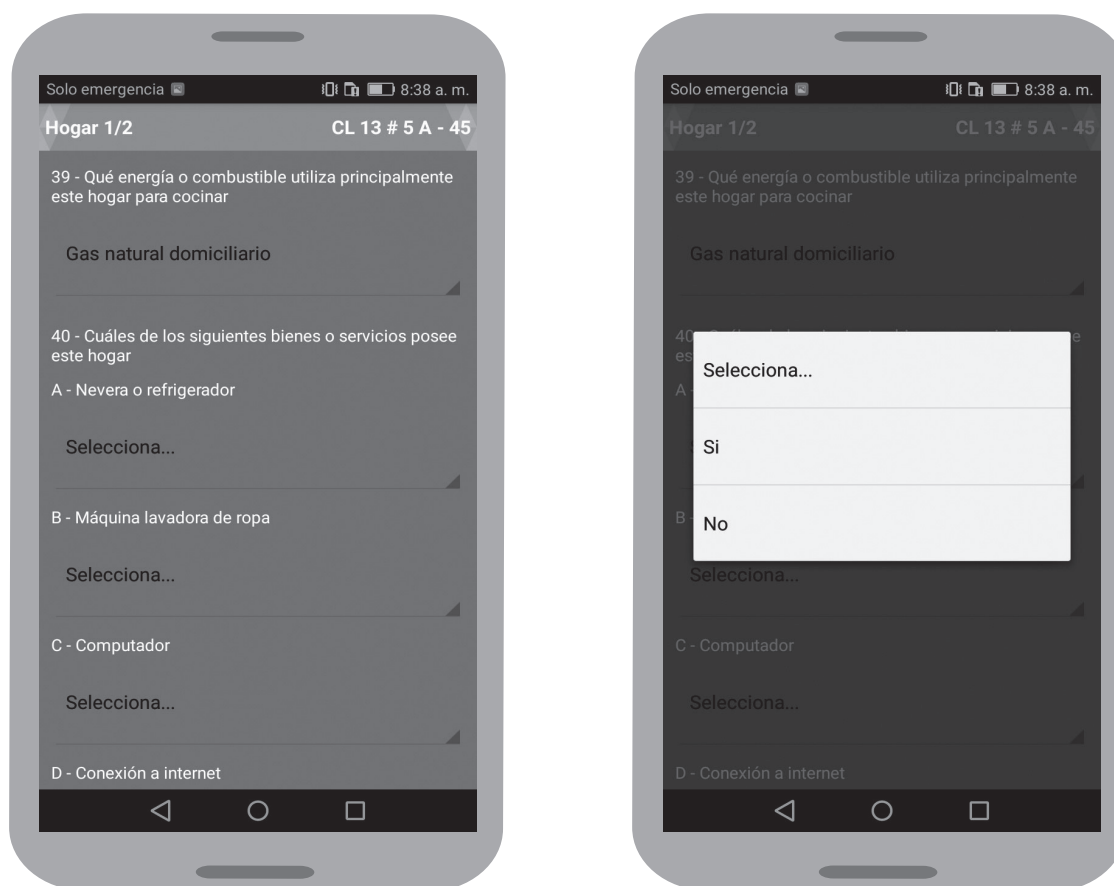 Solo emergencia 8:38 a. m.
Hogar 1/2 CL 13 # 5 A - 45
39 - Qué energía o combustible utiliza principalmente
este hogar para cocinar
Gas natural domiciliario
40 - Cuáles de los siguientes bienes o servicios posee
este hogar
A - Nevera o refrigerador
Selecciona...
B - Máquina lavadora de ropa
Selecciona...
C - Computador
Selecciona...
D - Conexión a internet
Solo emergencia 8:38 a. m.
Hogar 1/2 CL 13 # 5 A - 45
39 - Qué energía o combustible utiliza principalmente
este hogar para cocinar
Gas natural domiciliario
40
es
A -
Selecciona...
Si
No
B -
Selecciona...
C - Computador
Selecciona...
D - Conexión a internet